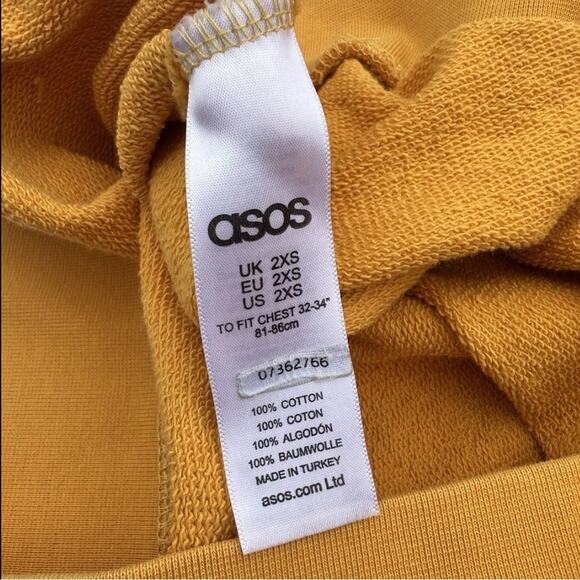 asos
UK 2XS
EU 2XS
US 2XS
TO FIT CHEST 32-34"
81-86cm
07362766
100% COTTON
100% COTON
100% ALGODÓN
100% BAUMWOLLE
MADE IN TURKEY
asos.com Ltd